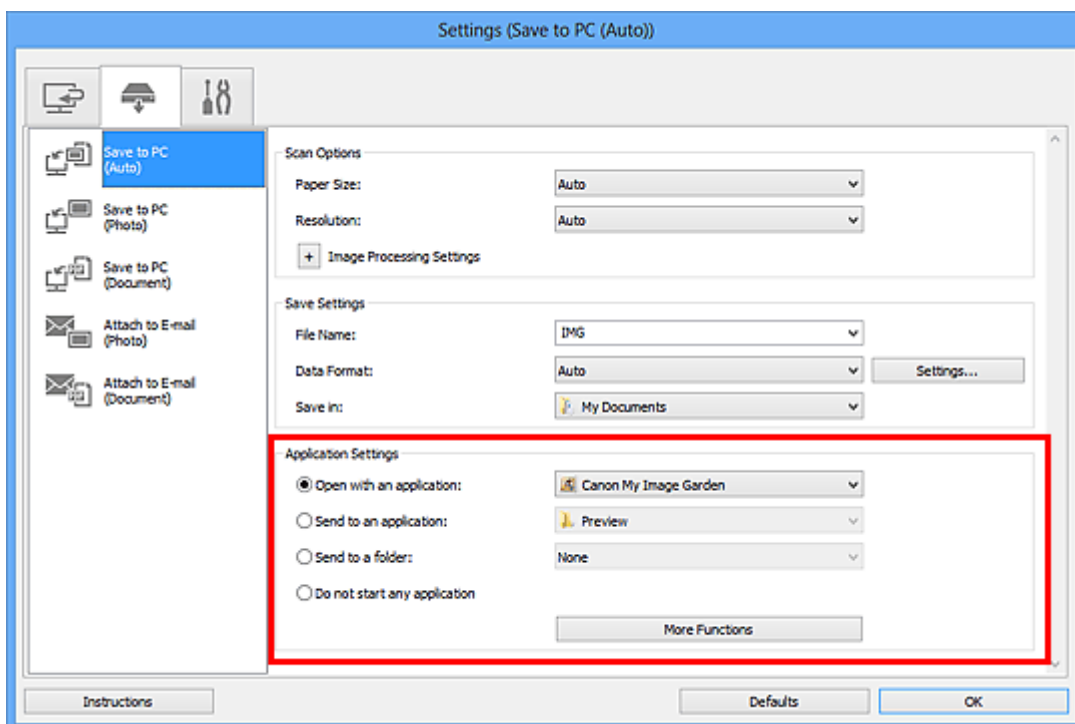 Settings (Save to PC (Auto))
Save to PC
(Auto)
Save to PC
(Photo)
Save to PC
(Document)
Attach to E-mail
(Photo)
Attach to E-mail
(Document)
Scan Options
Paper Size: Auto
Resolution: Auto
+ Image Processing Settings
Save Settings
File Name: IMG
Data Format: Auto Settings...
Save in: My Documents
Application Settings
Open with an application: Canon My Image Garden
Send to an application: Preview
Send to a folder: None
Do not start any application
More Functions
Instructions Defaults OK